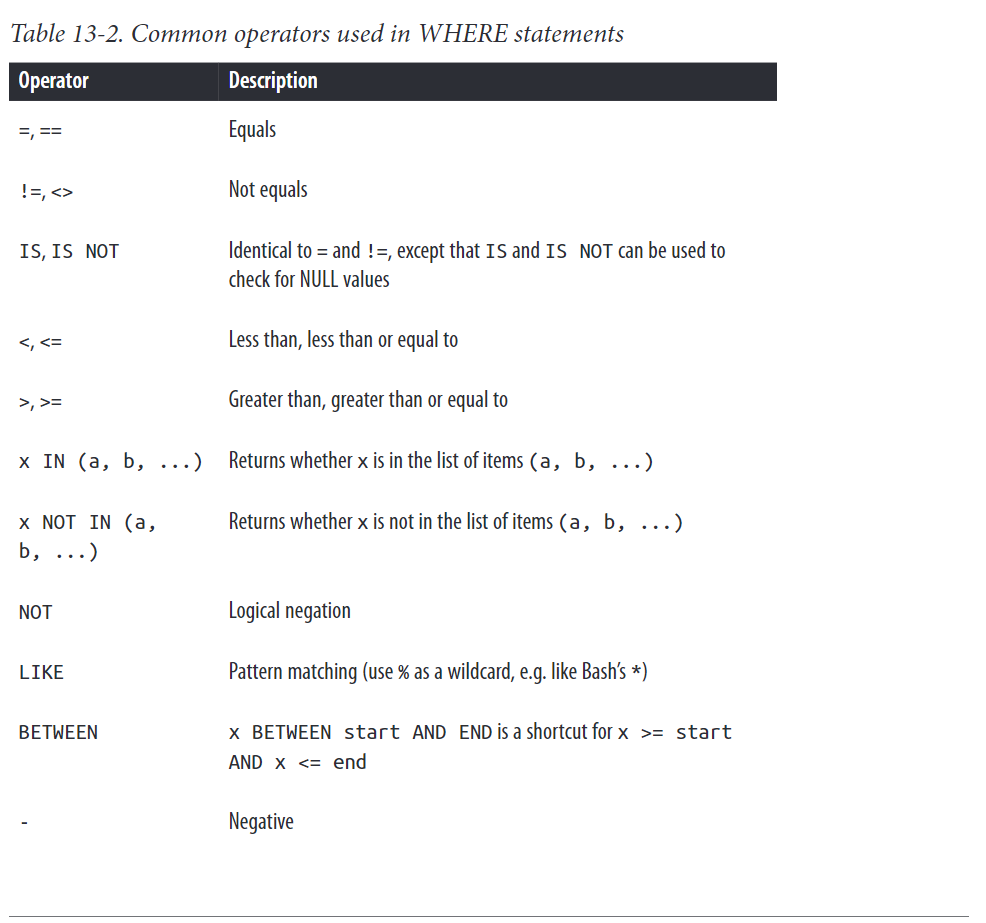 Table 13-2. Common operators used in WHERE statements
Operator Description
=, == Equals
!=, <> Not equals
IS, IS NOT Identical to = and !=, except that IS and IS NOT can be used to
check for NULL values
<, <= Less than, less than or equal to
>, >= Greater than, greater than or equal to
x IN (a, b, ...) Returns whether x is in the list of items (a, b, ...)
x NOT IN (a, Returns whether x is not in the list of items (a, b, ...)
b, ...)
NOT Logical negation
LIKE Pattern matching (use % as a wildcard, e.g. like Bash’s *)
BETWEEN x BETWEEN start AND END is a shortcut for x >= start
AND x <= end
- Negative